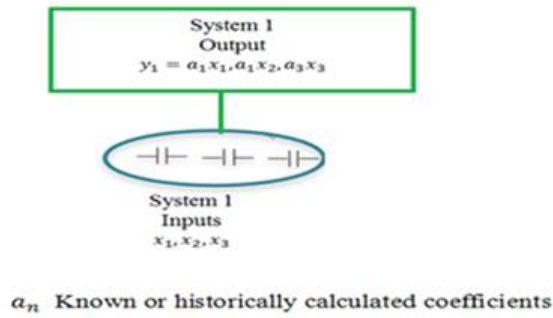 System 1
Output
y₁ = a₁x₁,a₁x₂,a₃x₃
System 1
Inputs
x₁,x₂,x₃
aₙ Known or historically calculated coefficients